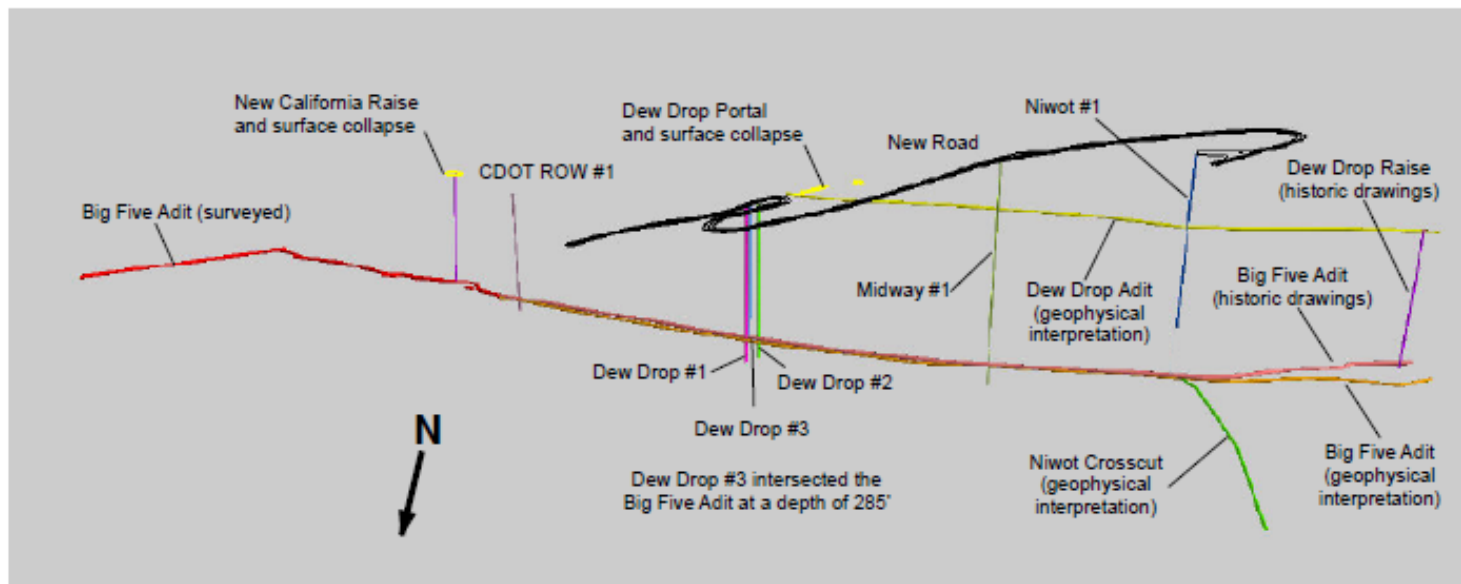 New California Raise
and surface collapse
CDOT ROW #1
Big Five Adit (surveyed)
Dew Drop Portal
and surface collapse
New Road
Niwot #1
Dew Drop Raise
(historic drawings)
Midway #1
Dew Drop Adit
(geophysical
interpretation)
Big Five Adit
(historic drawings)
Dew Drop #1
Dew Drop #2
Dew Drop #3
N
Dew Drop #3 intersected the
Big Five Adit at a depth of 285'
Niwot Crosscut
(geophysical
interpretation)
Big Five Adit
(geophysical
interpretation)